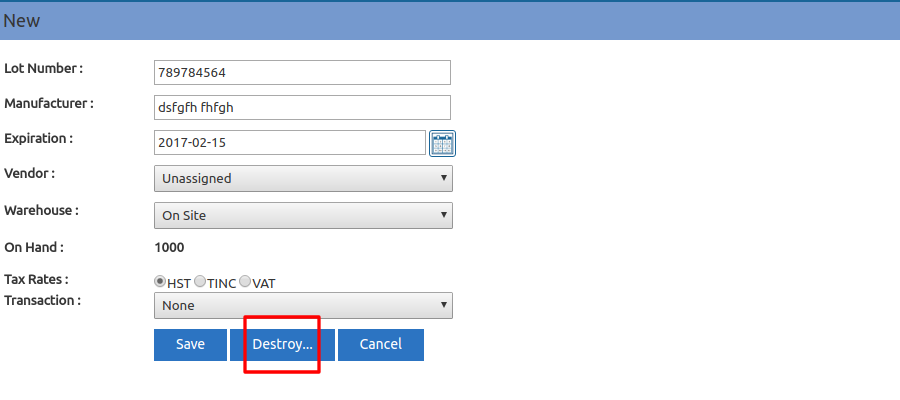 New
Lot Number : 789784564
Manufacturer : dsfgfh fhfgh
Expiration : 2017-02-15
Vendor : Unassigned
Warehouse : On Site
On Hand : 1000
Tax Rates : HST TINC VAT
Transaction : None
Save Destroy... Cancel